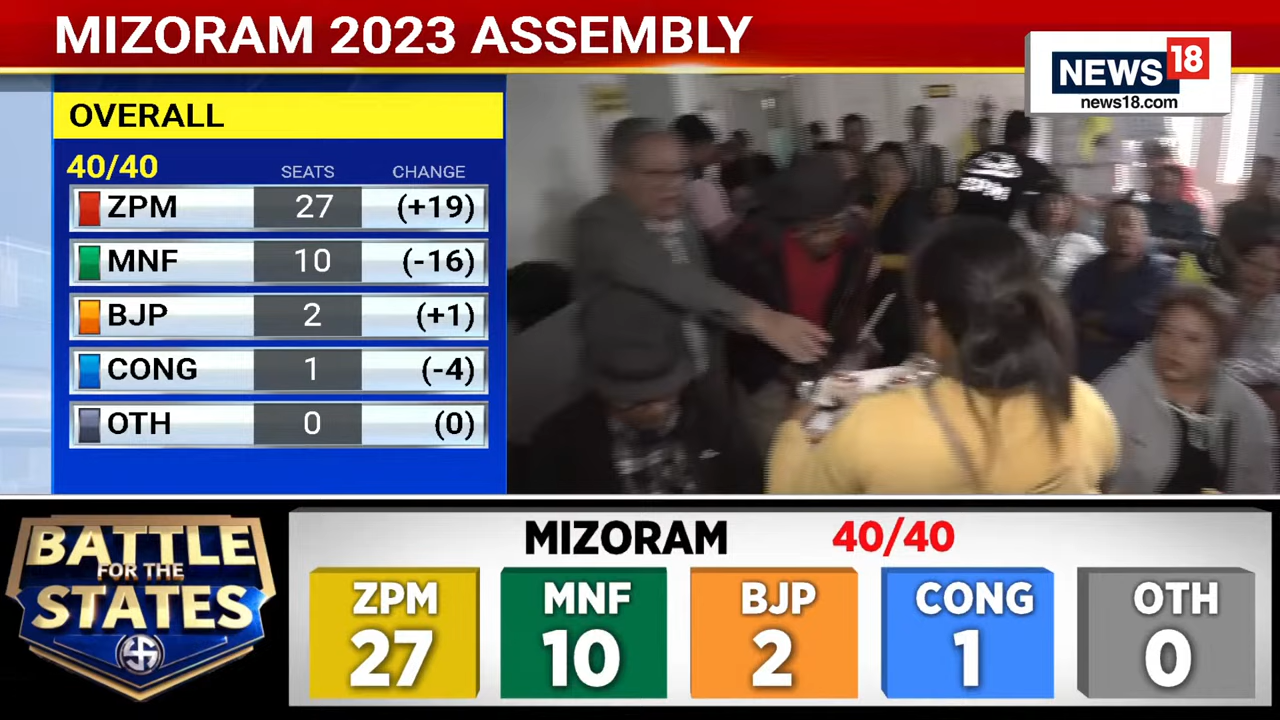 MIZORAM 2023 ASSEMBLY
NEWS 18
news18.com
OVERALL
40/40 SEATS CHANGE
ZPM 27 (+19)
MNF 10 (-16)
BJP 2 (+1)
CONG 1 (-4)
OTH 0 (0)
BATTLE
FOR THE
STATES
MIZORAM 40/40
ZPM MNF BJP CONG OTH
27 10 2 1 0